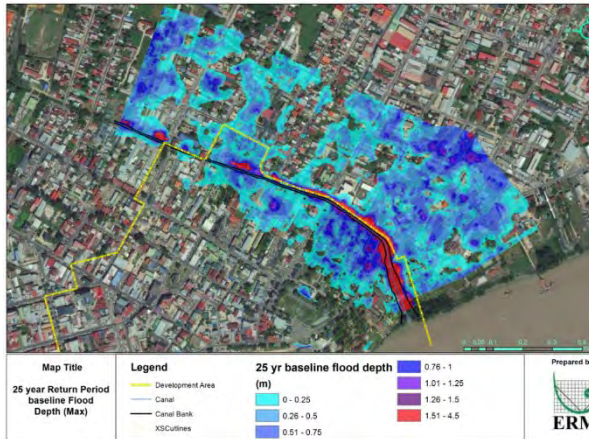 Map Title
25 year Return Period
baseline Flood
Depth (Max)
Legend
Development Area
Canal
Canal Bank
XSCutlines
25 yr baseline flood depth
(m)
0 - 0.25
0.26 - 0.5
0.51 - 0.75
0.76 - 1
1.01 - 1.25
1.26 - 1.5
1.51 - 4.5
Prepared b
ERM